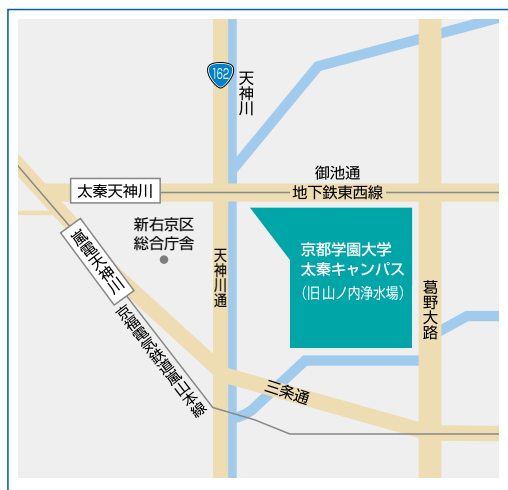 162
天神川
御池通
太秦天神川
地下鉄東西線
新右京区
総合庁舎
嵐電天神川
天神川通
京都学園大学
太秦キャンパス
（旧山ノ内浄水場）
葛野大路
京福電気鉄道嵐山本線
三条通